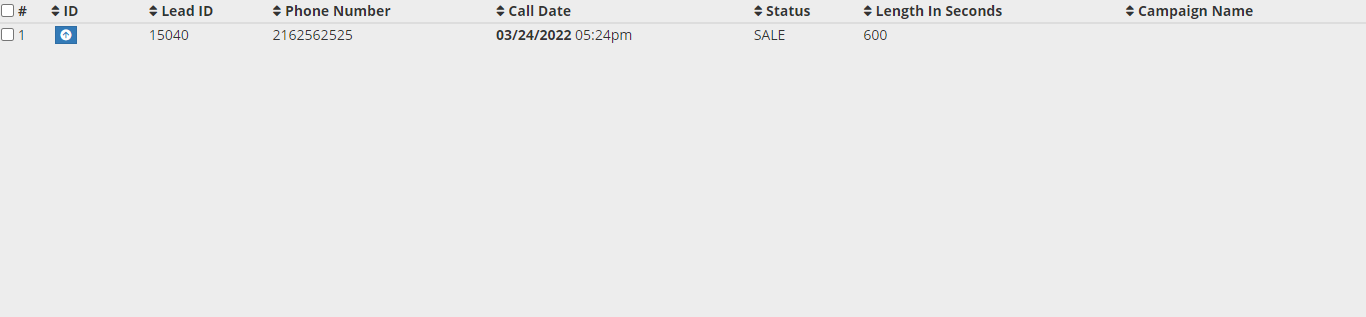 # ID Lead ID Phone Number Call Date Status Length In Seconds Campaign Name
1 15040 2162562525 03/24/2022 05:24pm SALE 600